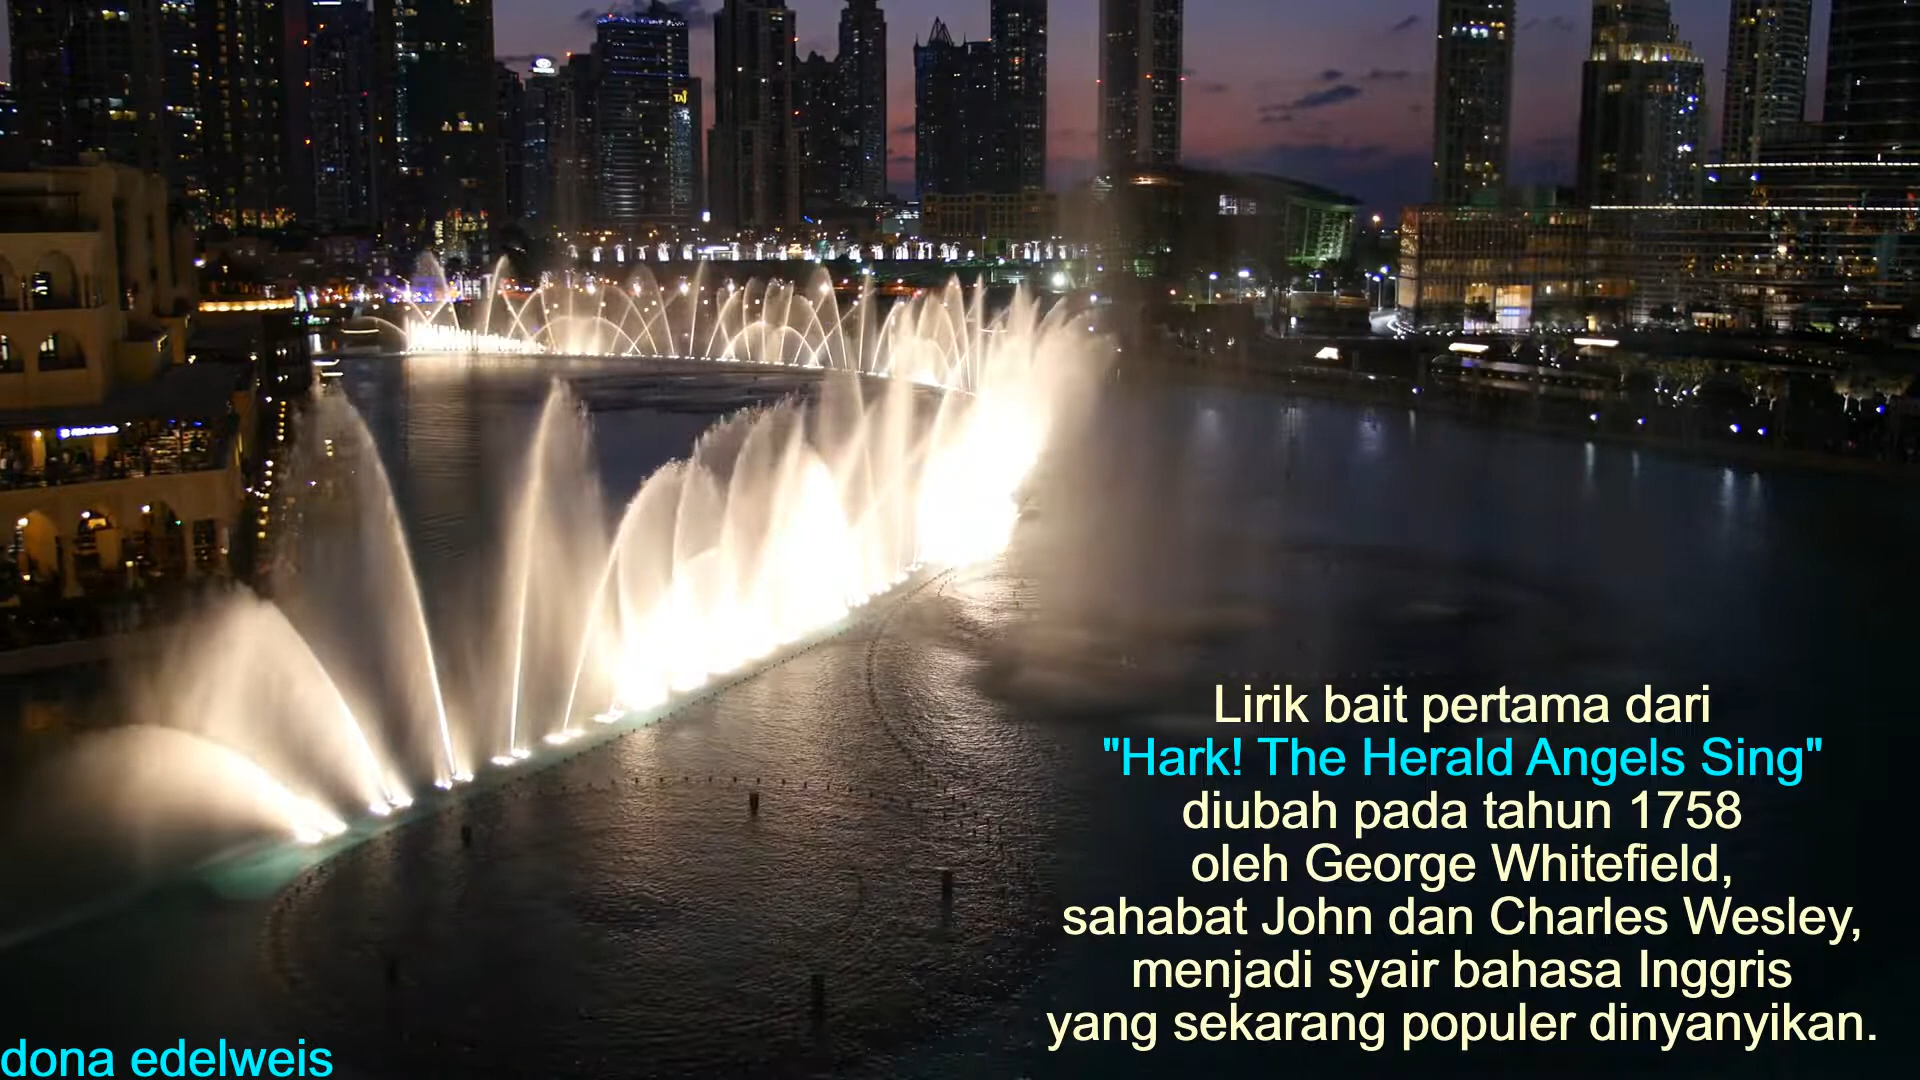 TAJ
Lirik bait pertama dari
"Hark! The Herald Angels Sing"
diubah pada tahun 1758
oleh George Whitefield,
sahabat John dan Charles Wesley,
menjadi syair bahasa Inggris
yang sekarang populer dinyanyikan.
dona edelweis